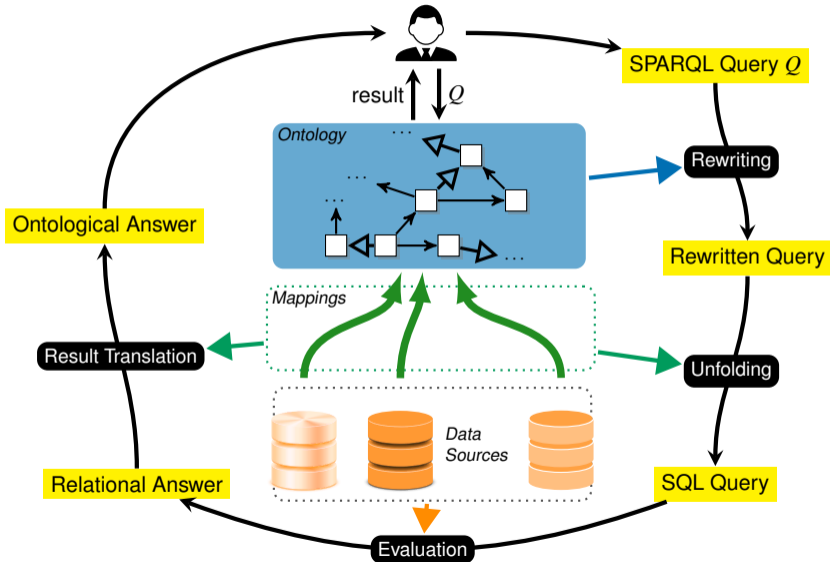 SPARQL Query Q
result
Q
Ontology
...
Rewriting
...
...
Ontological Answer
Rewritten Query
...
Mappings
Result Translation
Unfolding
Data
Sources
Relational Answer
SQL Query
Evaluation